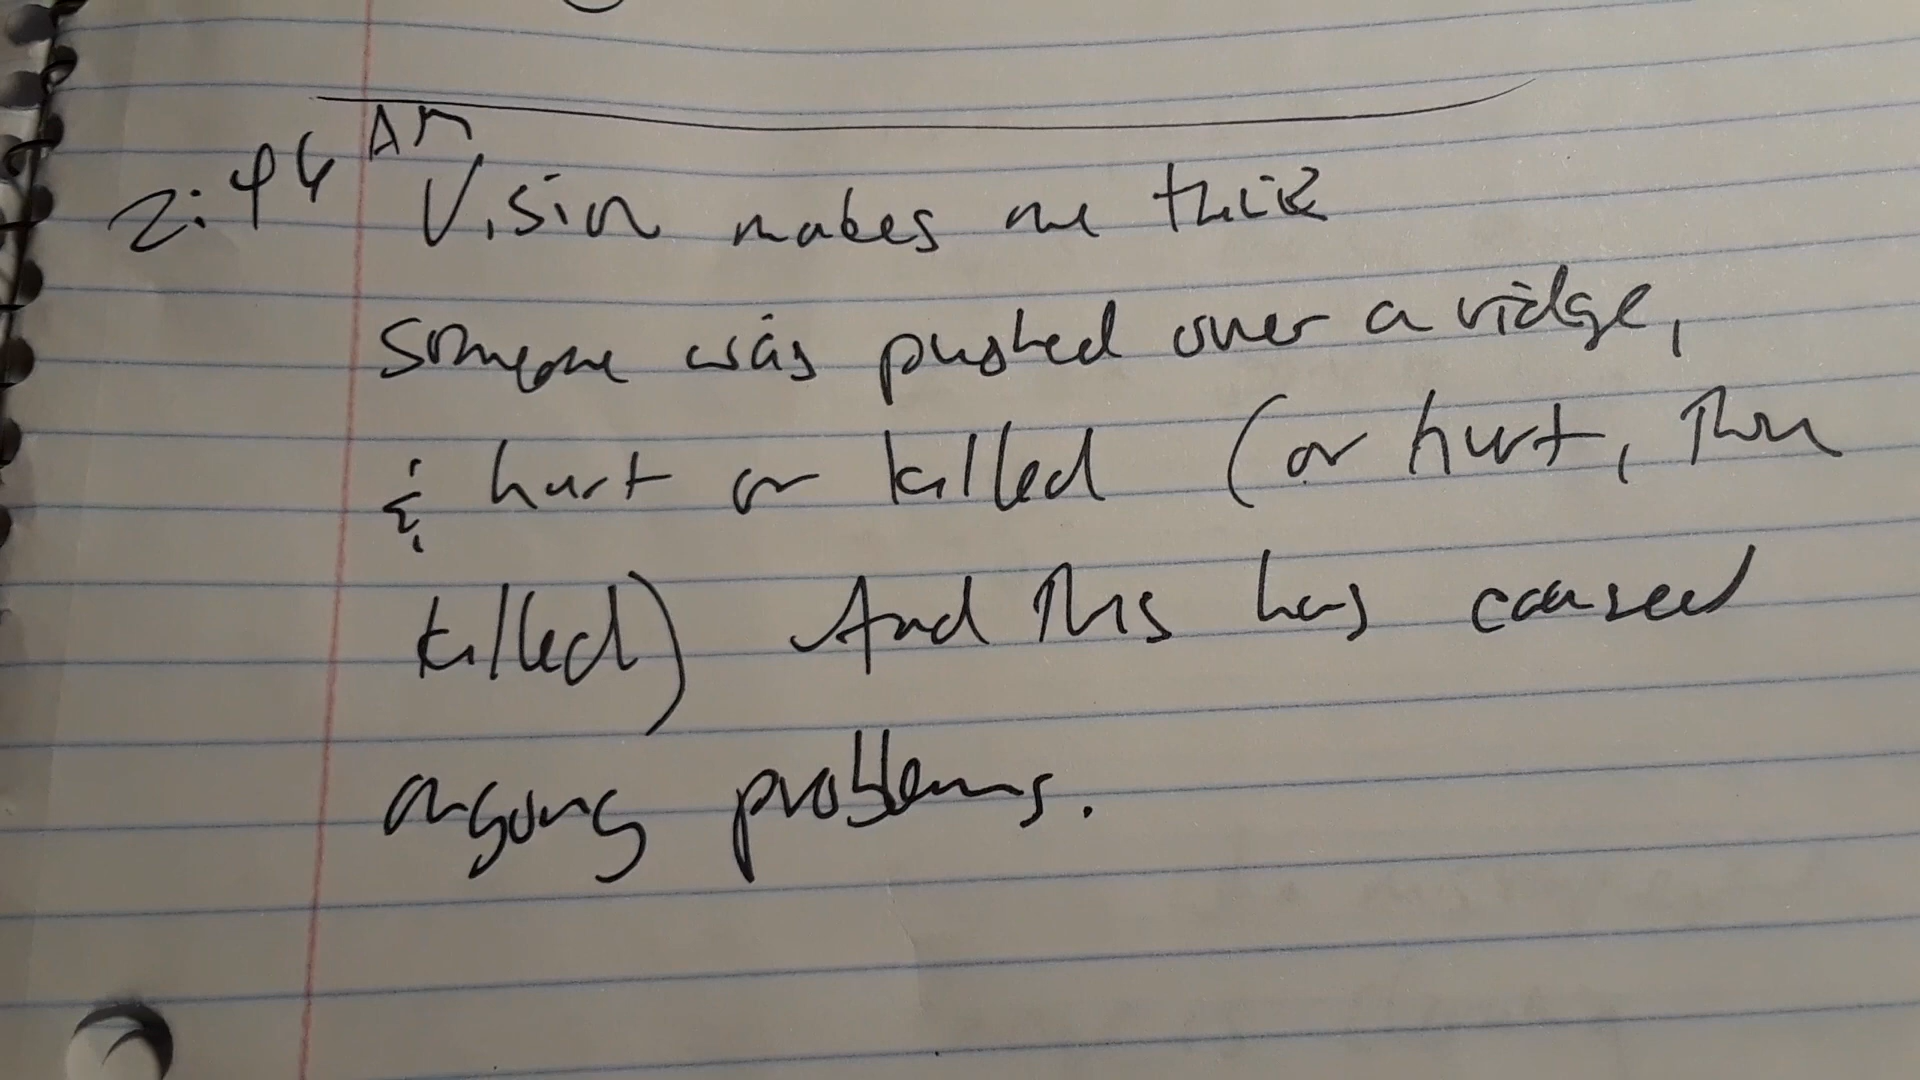 2:46 AM Vision makes me think
someone was pushed over a ridge,
& hurt or killed (or hurt, then
killed) And this has caused
ongoing problems.